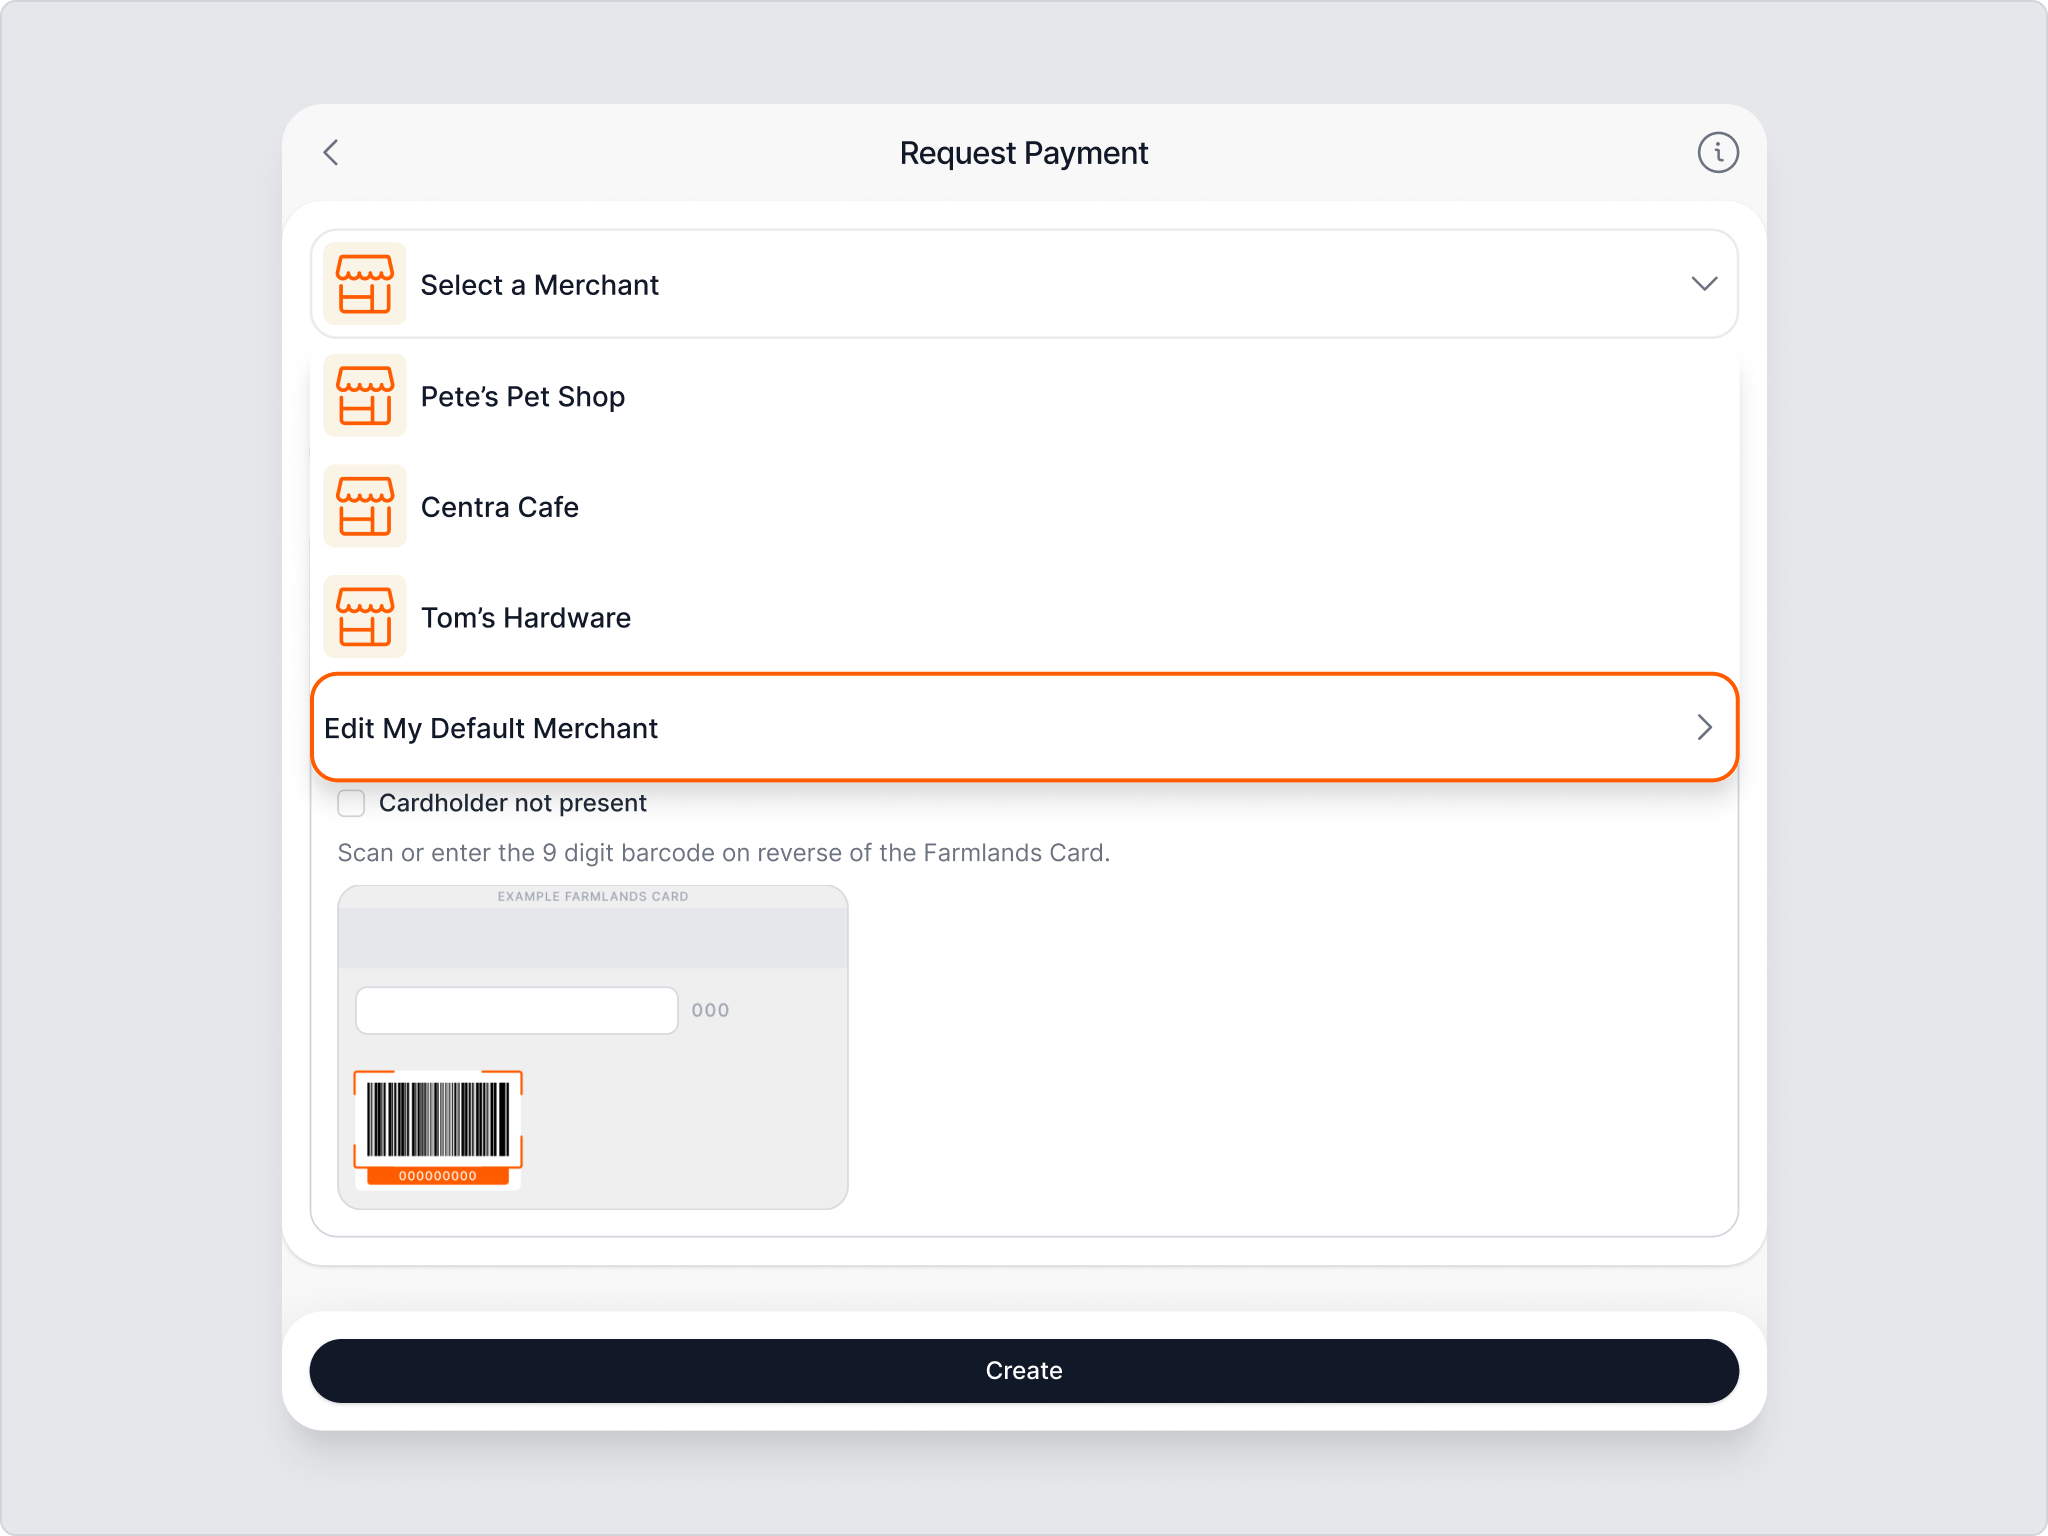 Request Payment
Select a Merchant
Pete’s Pet Shop
Centra Cafe
Tom’s Hardware
Edit My Default Merchant
Cardholder not present
Scan or enter the 9 digit barcode on reverse of the Farmlands Card.
EXAMPLE FARMLANDS CARD
000
000000000
Create